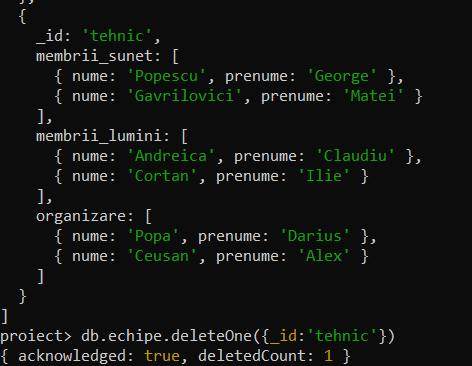 },
{
_id: 'tehnic',
membrii_sunet: [
{ nume: 'Popescu', prenume: 'George' },
{ nume: 'Gavrilovici', prenume: 'Matei' }
],
membrii_lumini: [
{ nume: 'Andreica', prenume: 'Claudiu' },
{ nume: 'Cortan', prenume: 'Ilie' }
],
organizare: [
{ nume: 'Popa', prenume: 'Darius' },
{ nume: 'Ceusan', prenume: 'Alex' }
]
}
]
proiect> db.echipe.deleteOne({_id:'tehnic'})
{ acknowledged: true, deletedCount: 1 }